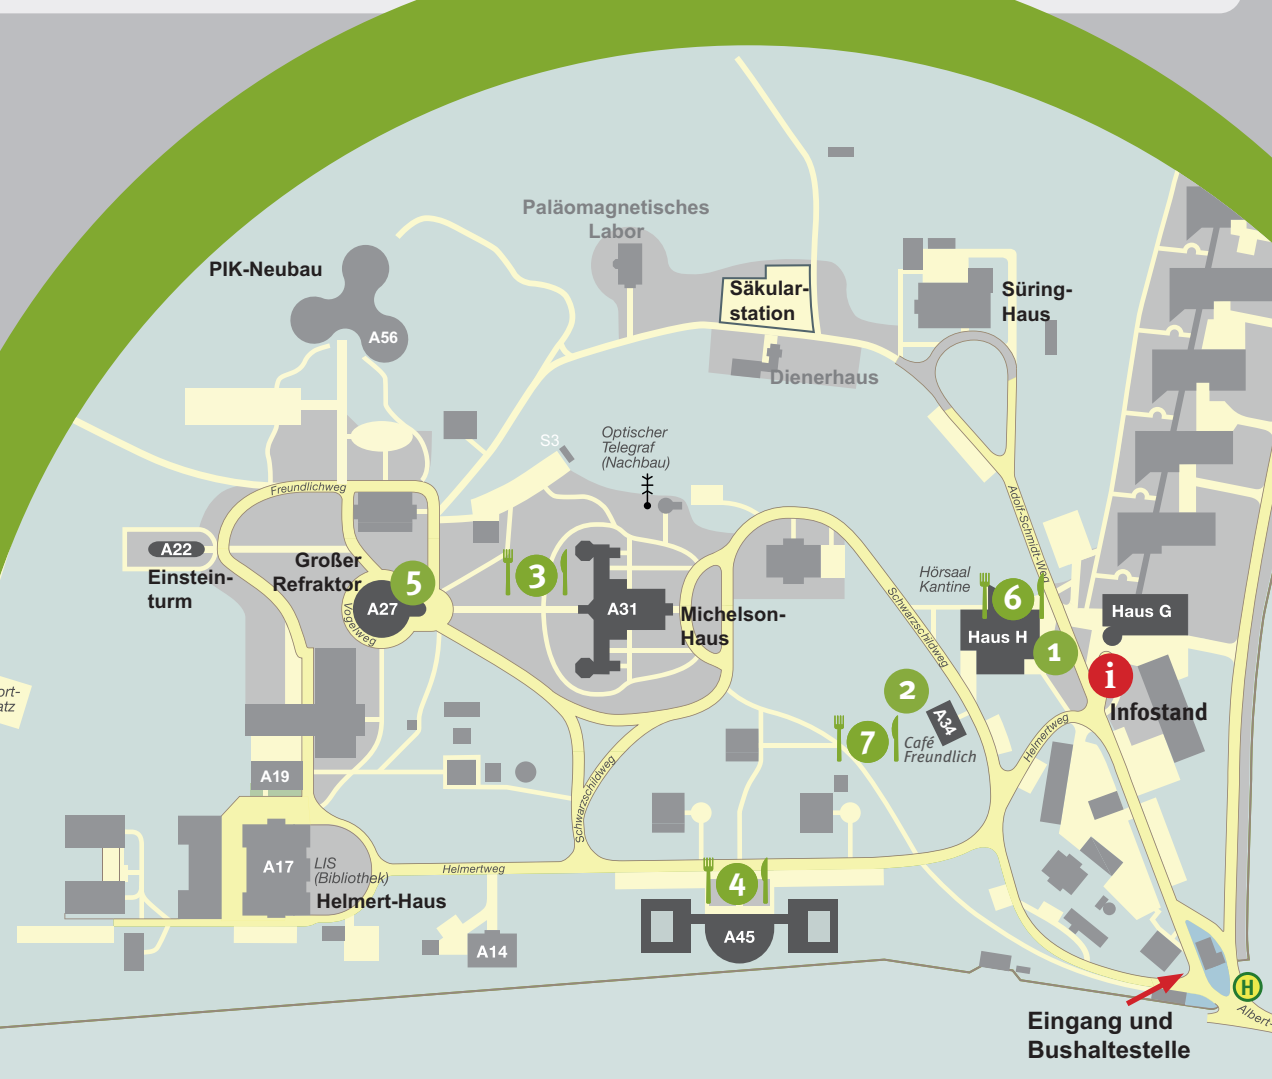 Paläomagnetisches
Labor
PIK-Neubau
A56
Säkular-
station
Süring-
Haus
Dienerhaus
S3
Optischer
Telegraf
(Nachbau)
Freundlichweg
Adolf-Schmidt-Weg
A22
Einstein-
turm
Großer
Refraktor
5
A27
Vogelweg
3
A31
Michelson-
Haus
Schwarzschildweg
Hörsaal
Kantine
6
Haus H
1
Haus G
i
Infostand
2
A34
7
Café
Freundlich
Helmertweg
Schwarzschildweg
A19
A17
LIS
(Bibliothek)
Helmert-Haus
Helmertweg
4
A45
A14
H
Albert-
Eingang und
Bushaltestelle
ort-
atz